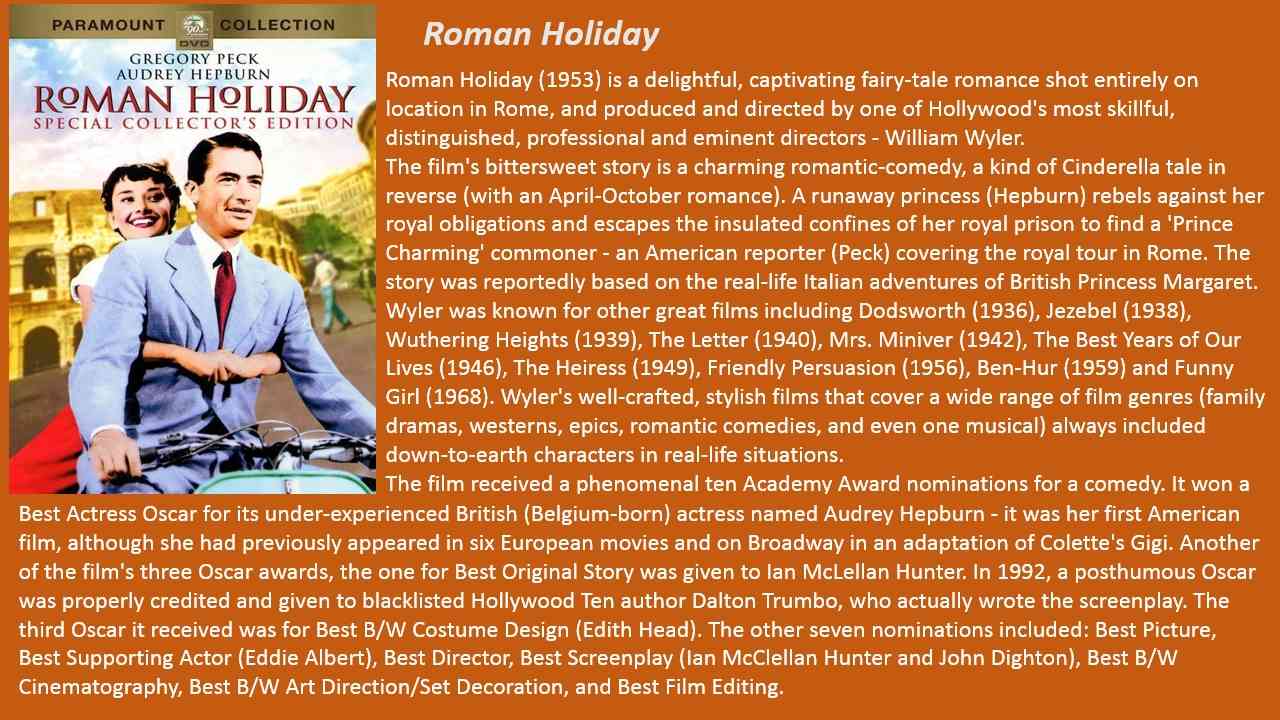 PARAMOUNT DVD COLLECTION
GREGORY PECK
AUDREY HEPBURN
ROMAN HOLIDAY
SPECIAL COLLECTOR'S EDITION
Roman Holiday
Roman Holiday (1953) is a delightful, captivating fairy-tale romance shot entirely on
location in Rome, and produced and directed by one of Hollywood's most skillful,
distinguished, professional and eminent directors - William Wyler.
The film's bittersweet story is a charming romantic-comedy, a kind of Cinderella tale in
reverse (with an April-October romance). A runaway princess (Hepburn) rebels against her
royal obligations and escapes the insulated confines of her royal prison to find a 'Prince
Charming' commoner - an American reporter (Peck) covering the royal tour in Rome. The
story was reportedly based on the real-life Italian adventures of British Princess Margaret.
Wyler was known for other great films including Dodsworth (1936), Jezebel (1938),
Wuthering Heights (1939), The Letter (1940), Mrs. Miniver (1942), The Best Years of Our
Lives (1946), The Heiress (1949), Friendly Persuasion (1956), Ben-Hur (1959) and Funny
Girl (1968). Wyler's well-crafted, stylish films that cover a wide range of film genres (family
dramas, westerns, epics, romantic comedies, and even one musical) always included
down-to-earth characters in real-life situations.
The film received a phenomenal ten Academy Award nominations for a comedy. It won a
Best Actress Oscar for its under-experienced British (Belgium-born) actress named Audrey Hepburn - it was her first American
film, although she had previously appeared in six European movies and on Broadway in an adaptation of Colette's Gigi. Another
of the film's three Oscar awards, the one for Best Original Story was given to Ian McLellan Hunter. In 1992, a posthumous Oscar
was properly credited and given to blacklisted Hollywood Ten author Dalton Trumbo, who actually wrote the screenplay. The
third Oscar it received was for Best B/W Costume Design (Edith Head). The other seven nominations included: Best Picture,
Best Supporting Actor (Eddie Albert), Best Director, Best Screenplay (Ian McClellan Hunter and John Dighton), Best B/W
Cinematography, Best B/W Art Direction/Set Decoration, and Best Film Editing.